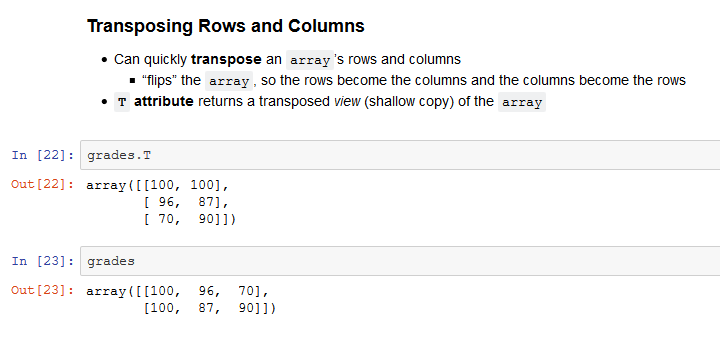 Transposing Rows and Columns
• Can quickly transpose an array's rows and columns
▪ “flips” the array, so the rows become the columns and the columns become the rows
• T attribute returns a transposed view (shallow copy) of the array
In [22]: grades.T
Out[22]: array([[100, 100],
       [ 96,  87],
       [ 70,  90]])
In [23]: grades
Out[23]: array([[100,  96,  70],
       [100,  87,  90]])